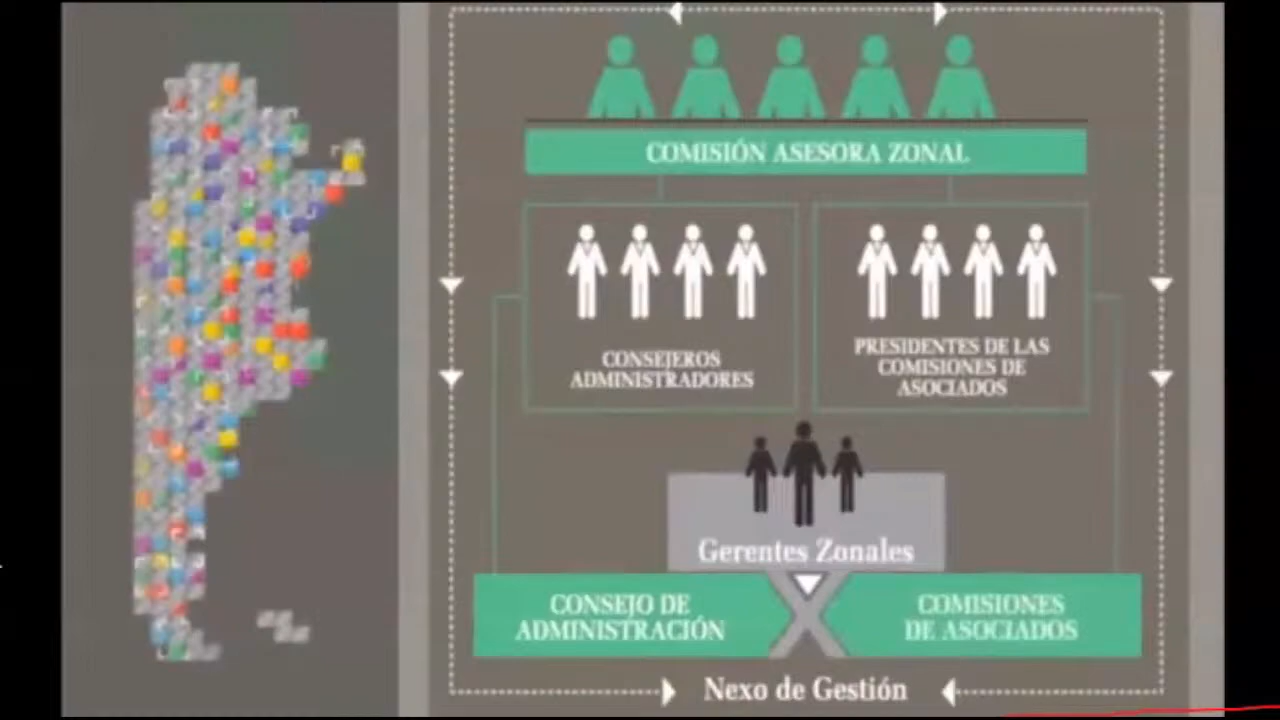 COMISIÓN ASESORA ZONAL
CONSEJEROS
ADMINISTRADORES
PRESIDENTES DE LAS
COMISIONES DE
ASOCIADOS
Gerentes Zonales
CONSEJO DE
ADMINISTRACIÓN
COMISIONES
DE ASOCIADOS
Nexo de Gestión